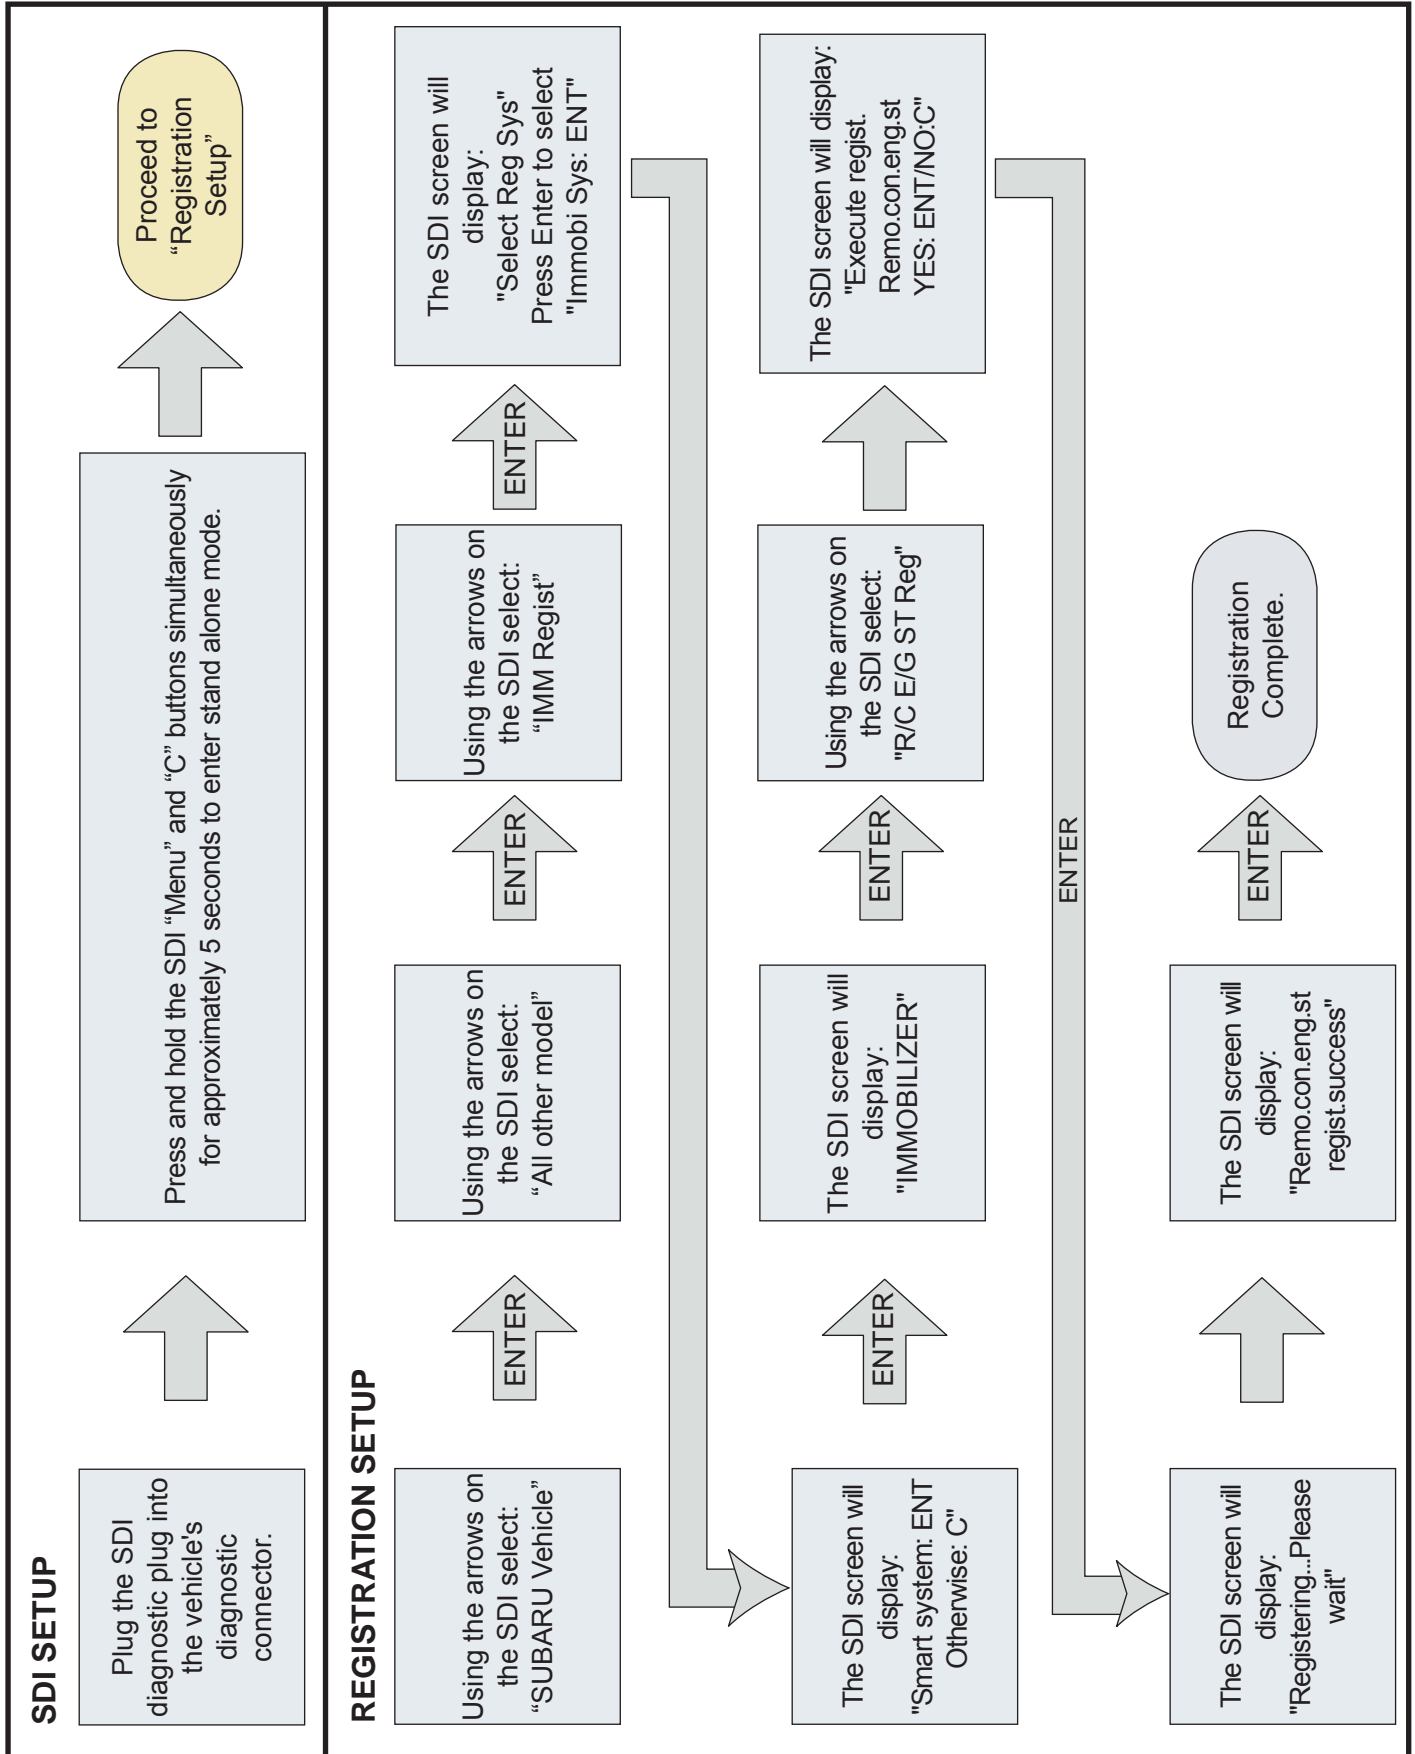 SDI SETUP
Plug the SDI
diagnostic plug into
the vehicle's
diagnostic
connector.
Press and hold the SDI “Menu” and “C” buttons simultaneously
for approximately 5 seconds to enter stand alone mode.
Proceed to
“Registration
Setup”
REGISTRATION SETUP
Using the arrows on
the SDI select:
“SUBARU Vehicle”
ENTER
Using the arrows on
the SDI select:
“All other model”
ENTER
Using the arrows on
the SDI select:
“IMM Regist”
ENTER
The SDI screen will
display:
"Select Reg Sys"
Press Enter to select
"Immobi Sys: ENT"
The SDI screen will
display:
"Smart system: ENT
Otherwise: C"
ENTER
The SDI screen will
display:
"IMMOBILIZER"
ENTER
Using the arrows on
the SDI select:
"R/C E/G ST Reg"
The SDI screen will display:
"Execute regist.
Remo.con.eng.st
YES: ENT/NO:C"
ENTER
The SDI screen will
display:
"Registering...Please
wait"
The SDI screen will
display:
"Remo.con.eng.st
regist.success"
ENTER
Registration
Complete.